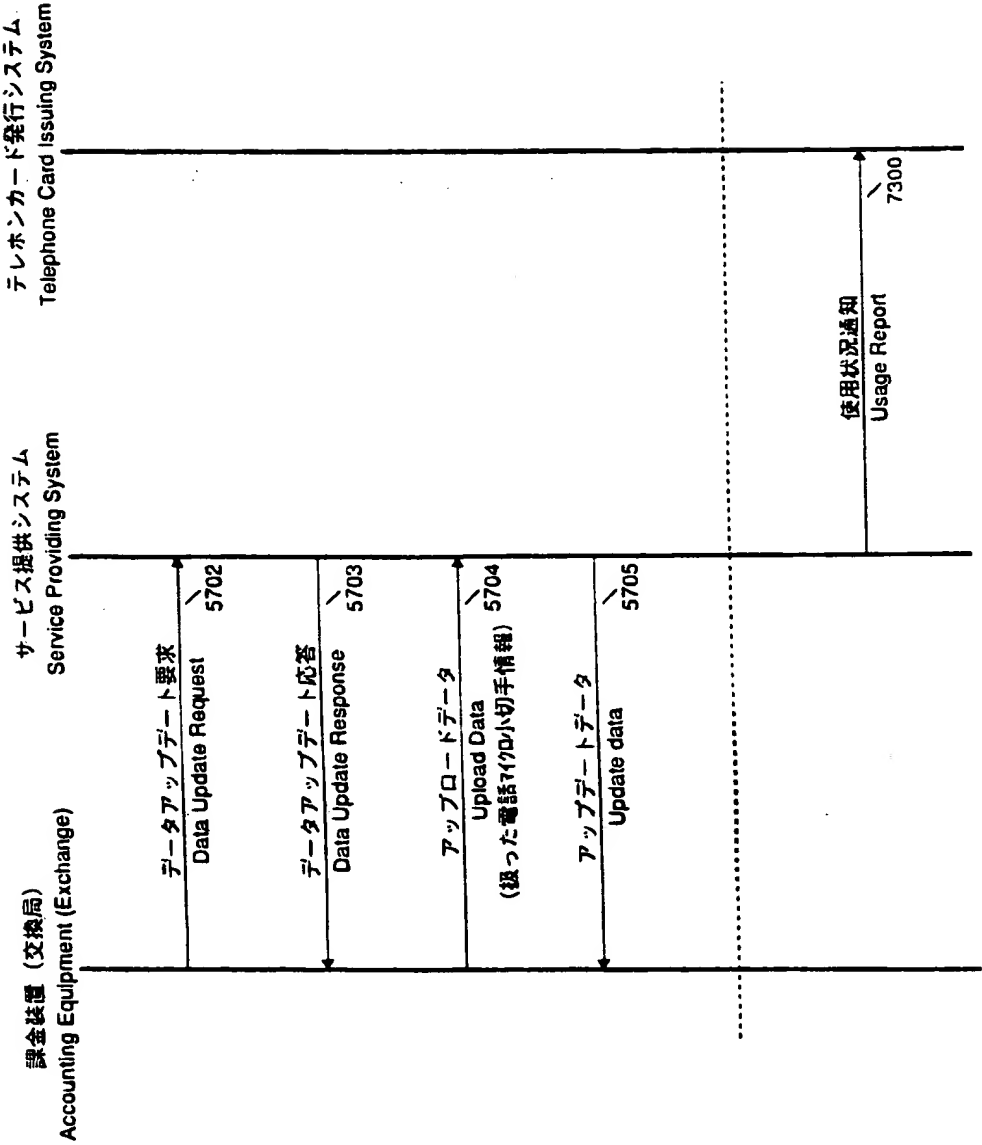 課金装置（交換局）
Accounting Equipment (Exchange)
サービス提供システム
Service Providing System
テレホンカード発行システム
Telephone Card Issuing System
データアップデート要求
Data Update Request
5702
データアップデート応答
Data Update Response
5703
アップロードデータ
Upload Data
(扱った電話マイクロ小切手情報)
5704
アップデートデータ
Update data
5705
使用状況通知
Usage Report
7300